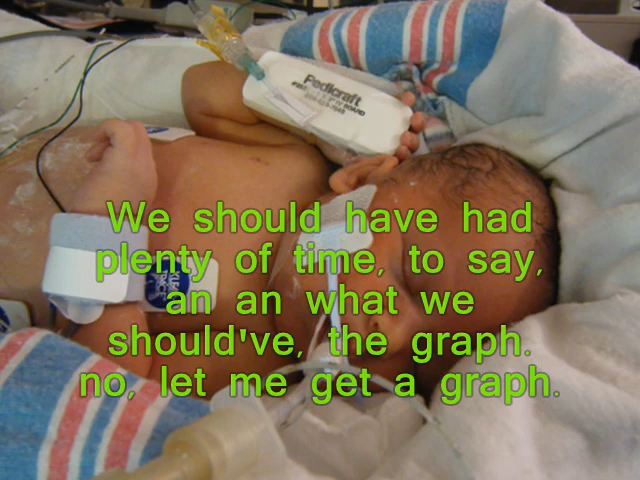 Pedicraft
We should have had
plenty of time, to say,
an an what we
should've, the graph.
no, let me get a graph.